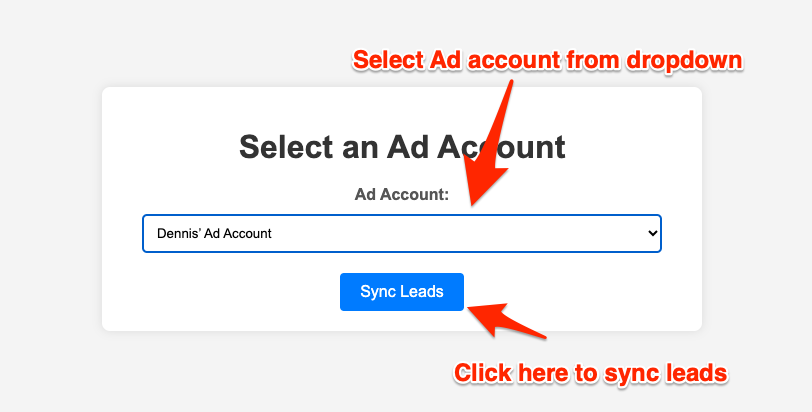 Select Ad account from dropdown
Select an Ad Account
Ad Account:
Dennis’ Ad Account
Sync Leads
Click here to sync leads